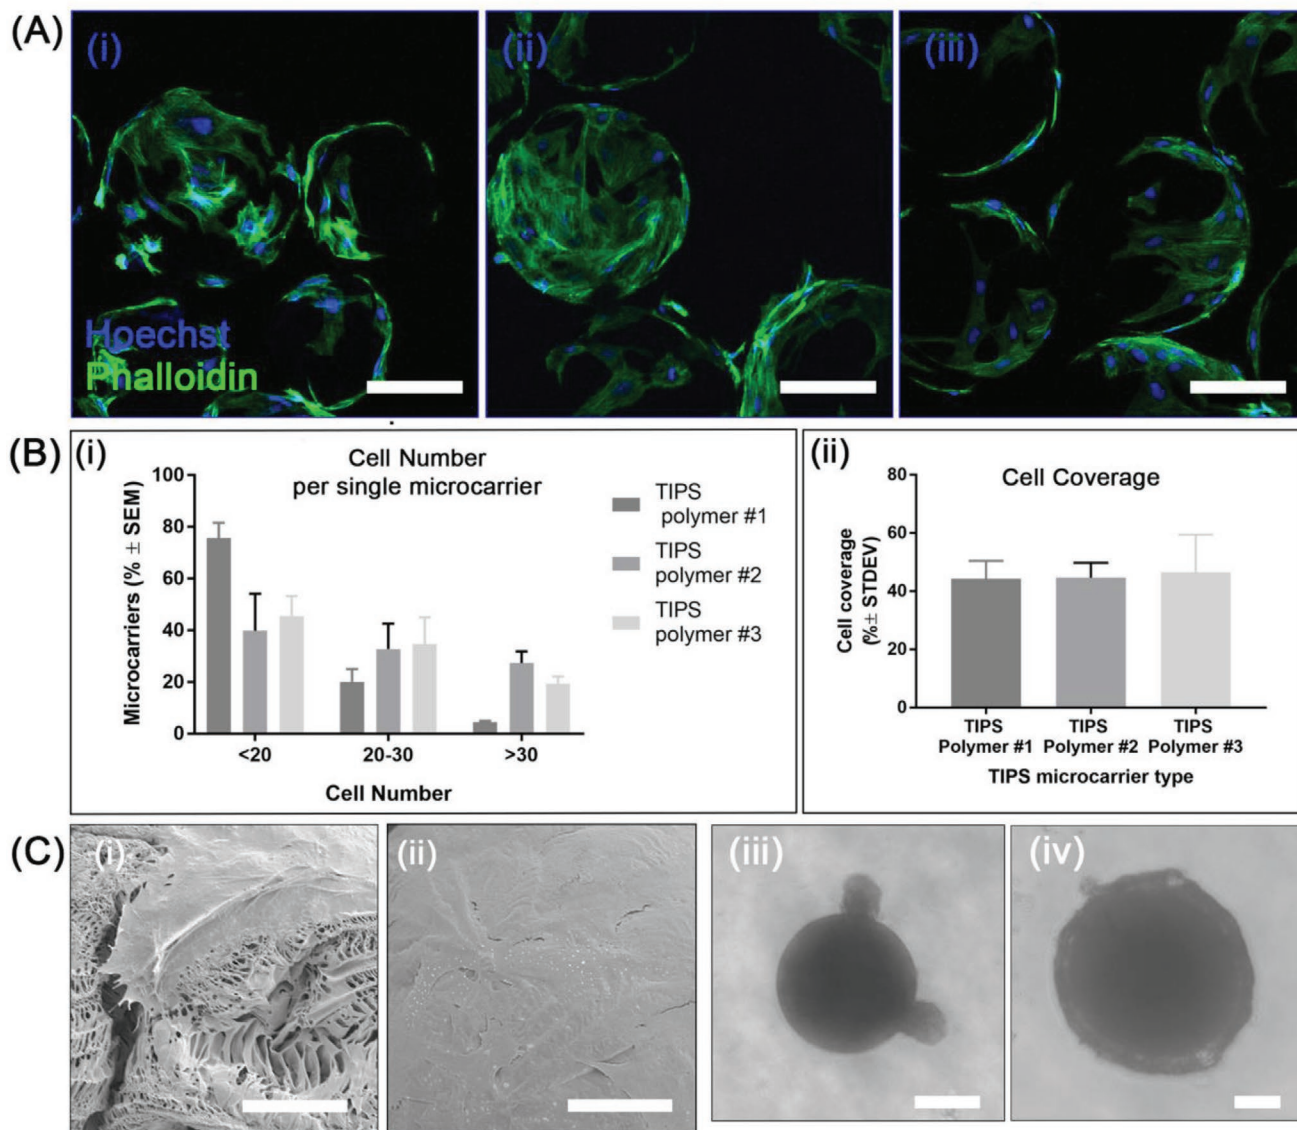 (A)
(i)
(ii)
(iii)
Hoechst
Phalloidin
(B)
(i)
Cell Number
per single microcarrier
Microcarriers (% ± SEM)
100
80
60
40
20
0
<20
20-30
>30
Cell Number
TIPS
polymer #1
TIPS
polymer #2
TIPS
polymer #3
(ii)
Cell Coverage
Cell coverage
(%± STDEV)
80
60
40
20
0
TIPS
Polymer #1
TIPS
Polymer #2
TIPS
Polymer #3
TIPS microcarrier type
(C)
(i)
(ii)
(iii)
(iv)